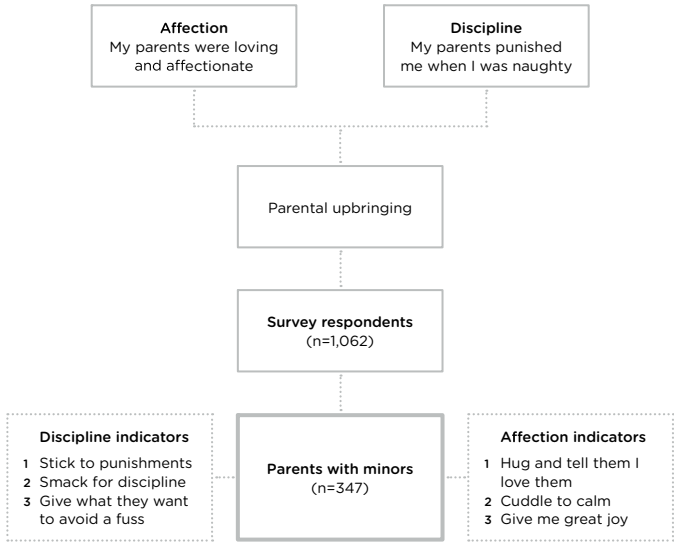 Affection
My parents were loving
and affectionate
Discipline
My parents punished
me when I was naughty
Parental upbringing
Survey respondents
(n=1,062)
Discipline indicators
1 Stick to punishments
2 Smack for discipline
3 Give what they want
to avoid a fuss
Parents with minors
(n=347)
Affection indicators
1 Hug and tell them I
love them
2 Cuddle to calm
3 Give me great joy